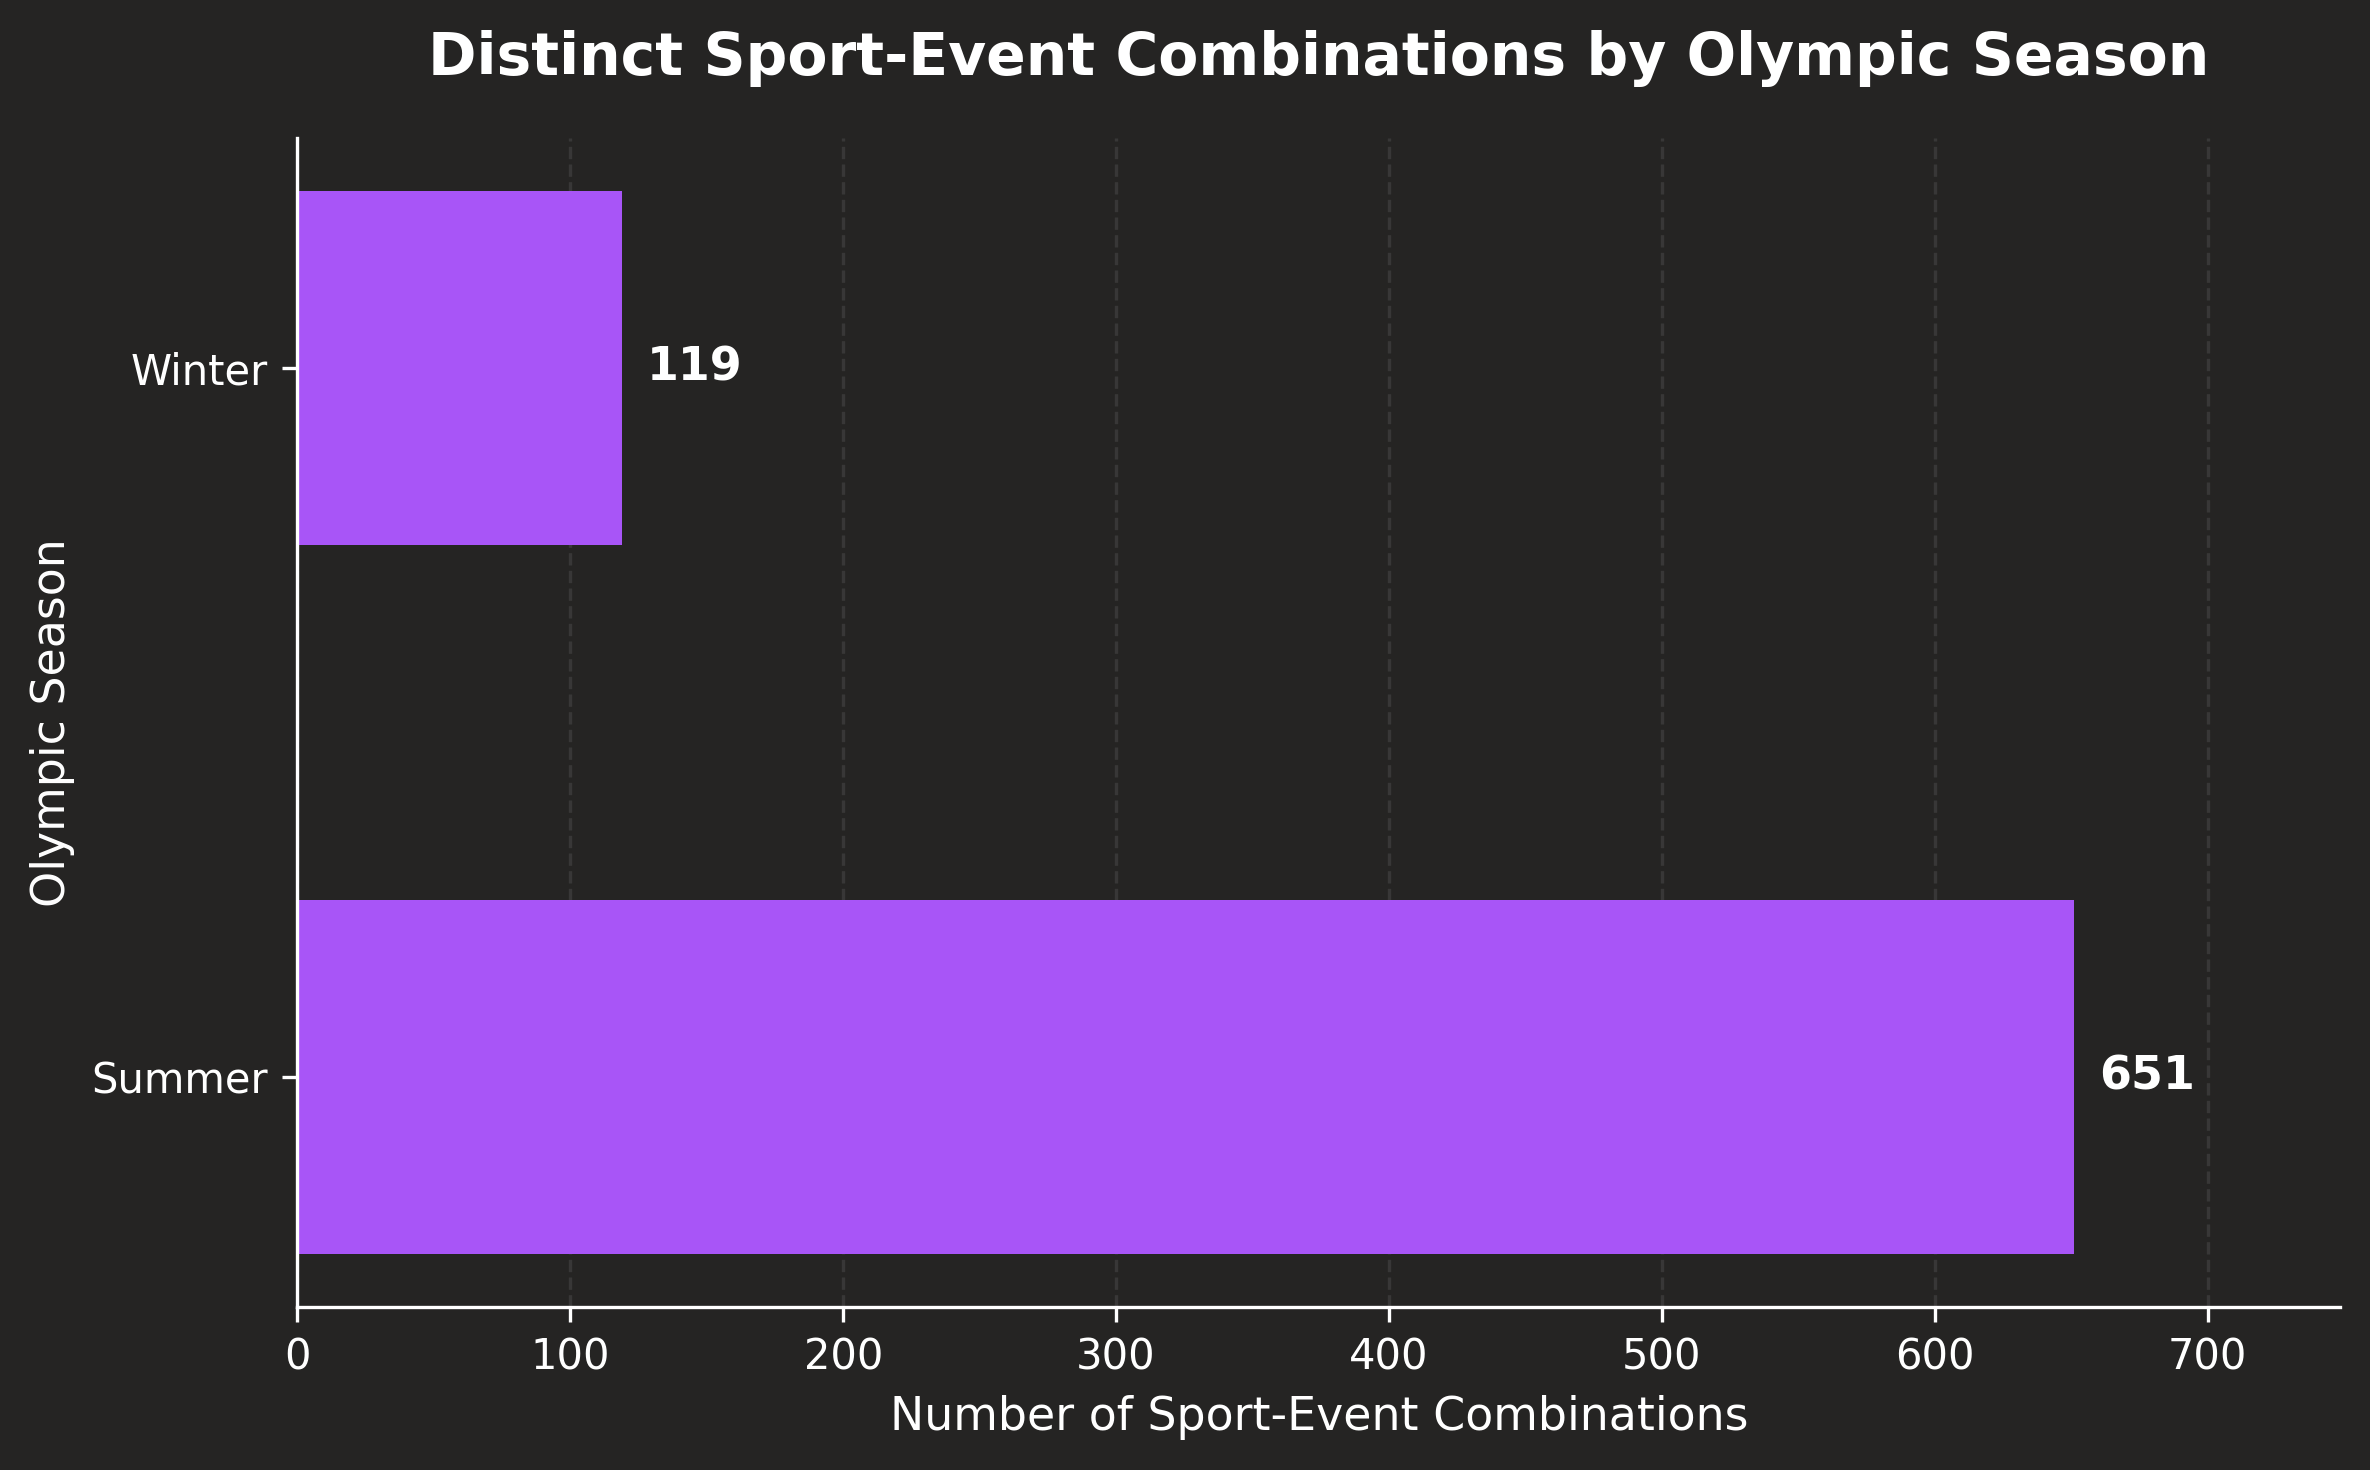 Distinct Sport-Event Combinations by Olympic Season
Winter
119
Olympic Season
Summer
651
0 100 200 300 400 500 600 700
Number of Sport-Event Combinations